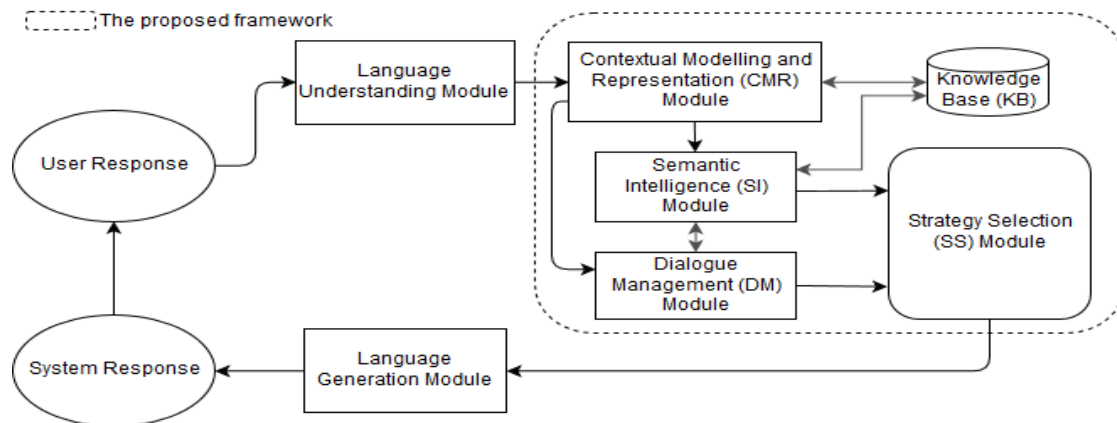 The proposed framework
Language
Understanding Module
Contextual Modelling and
Representation (CMR)
Module
Knowledge
Base (KB)
User Response
Semantic
Intelligence (SI)
Module
Strategy Selection
(SS) Module
Dialogue
Management (DM)
Module
System Response
Language
Generation Module